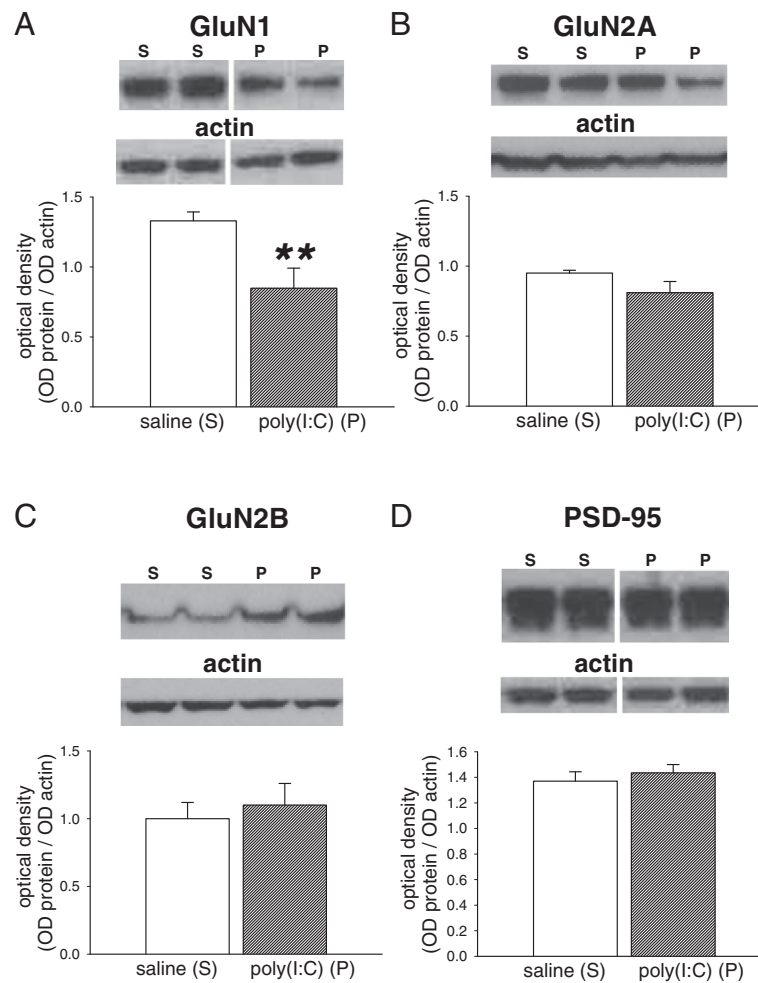 A
GluN1
S S P P
actin
1.5
1.0
0.5
0.0
optical density
(OD protein / OD actin)
**
saline (S) poly(I:C) (P)
B
GluN2A
S S P P
actin
1.5
1.0
0.5
0.0
optical density
(OD protein / OD actin)
saline (S) poly(I:C) (P)
C
GluN2B
S S P P
actin
1.5
1.0
0.5
0.0
optical density
(OD protein / OD actin)
saline (S) poly(I:C) (P)
D
PSD-95
S S P P
actin
1.6
1.4
1.2
1.0
0.8
0.6
0.4
0.2
0.0
optical density
(OD protein / OD actin)
saline (S) poly(I:C) (P)